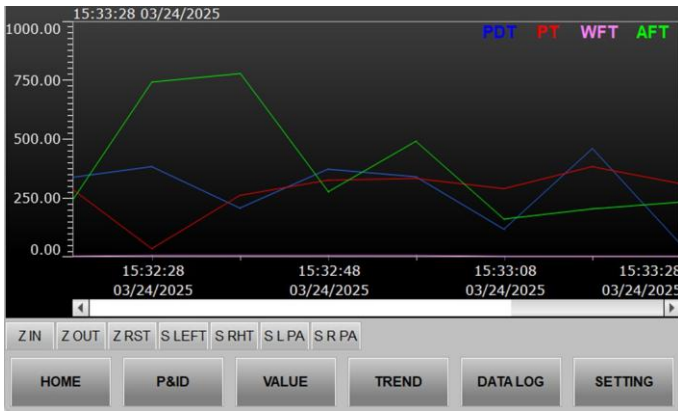 15:33:28 03/24/2025
1000.00
PDT PT WFT AFT
750.00
500.00
250.00
0.00
15:32:28 15:32:48 15:33:08 15:33:28
03/24/2025 03/24/2025 03/24/2025 03/24/2025
Z IN Z OUT Z RST S LEFT S RHT S L PA S R PA
HOME P&ID VALUE TREND DATA LOG SETTING